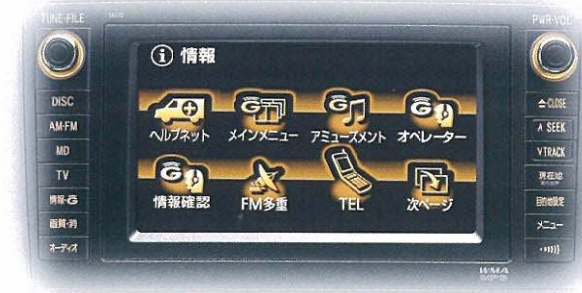 TUNE·FILE
PWR·VOL
情報
ヘルプネット
メインメニュー
アミューズメント
オペレーター
情報確認
FM多重
TEL
次ページ
DISC
AM·FM
MD
TV
情報·G
画質·消
オーディオ
▲CLOSE
∧ SEEK
∨ TRACK
現在地
目的地設定
メニュー
WMA
MP3